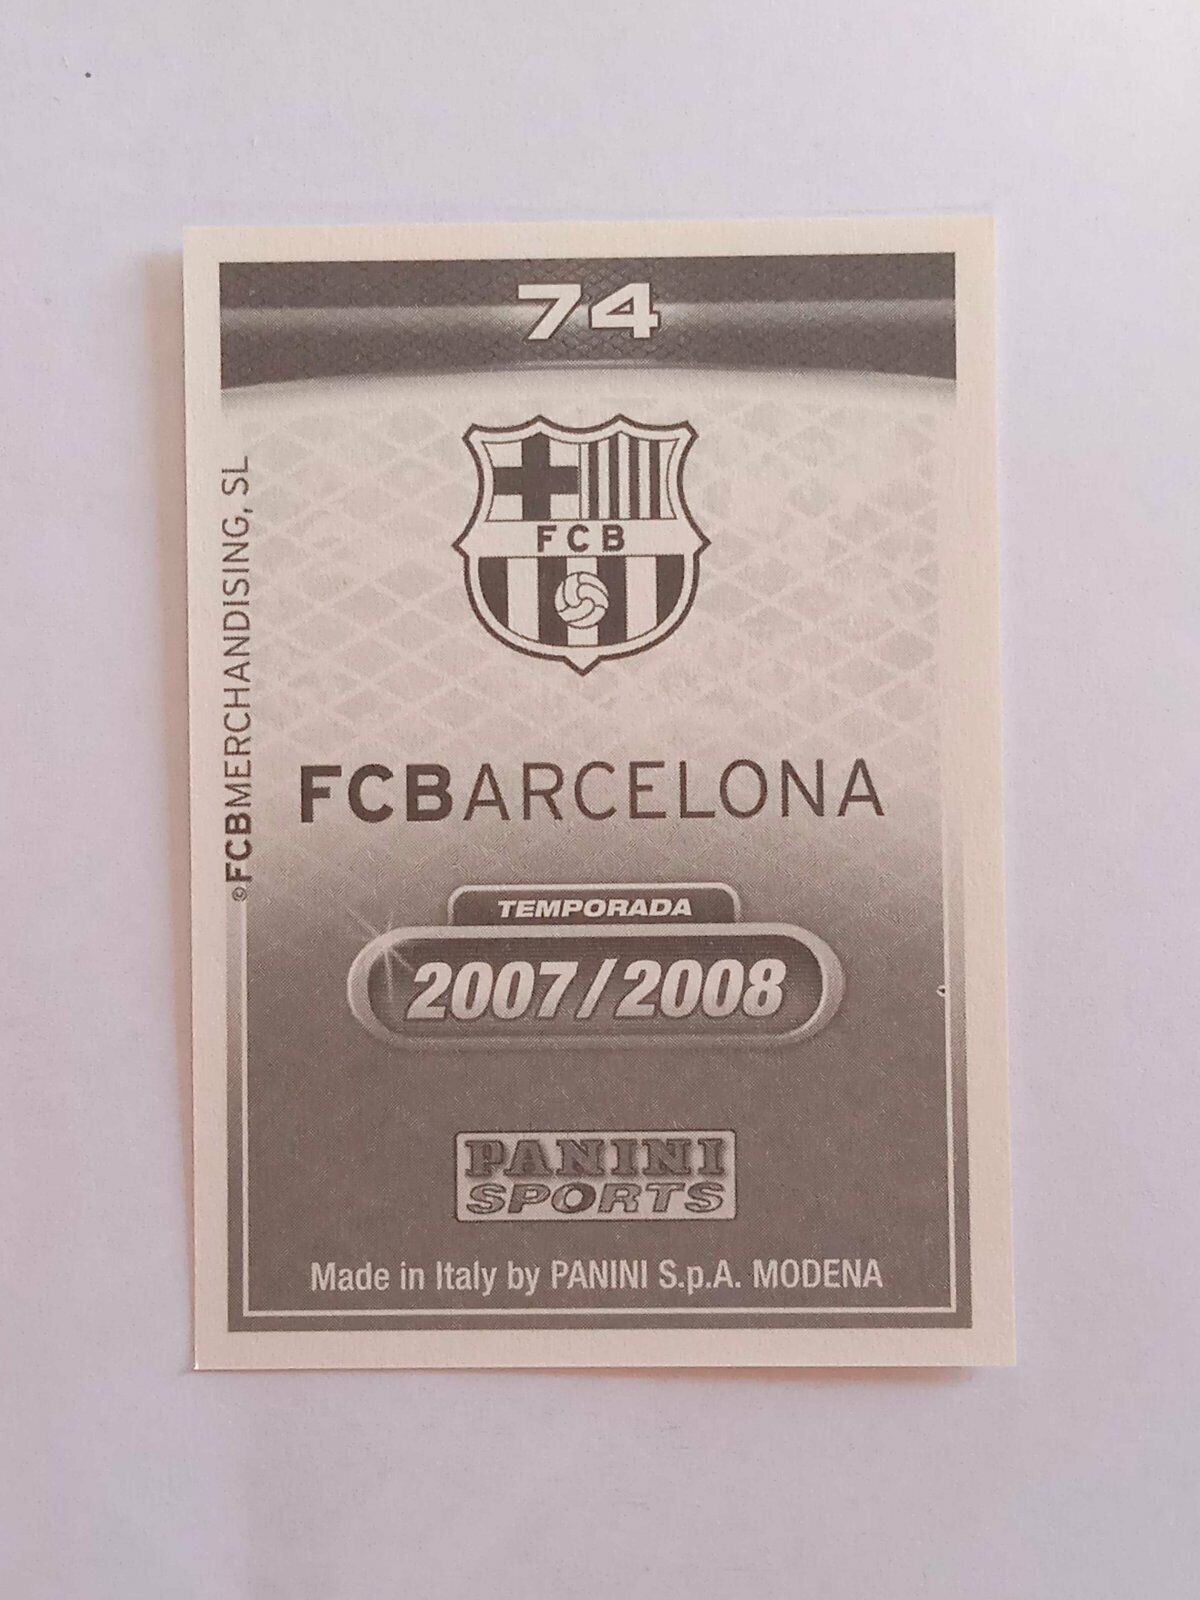 74
FCB
FCBARCELONA
©FCBMERCHANDISING, SL
TEMPORADA
2007/2008
PANINI
SPORTS
Made in Italy by PANINI S.p.A. MODENA